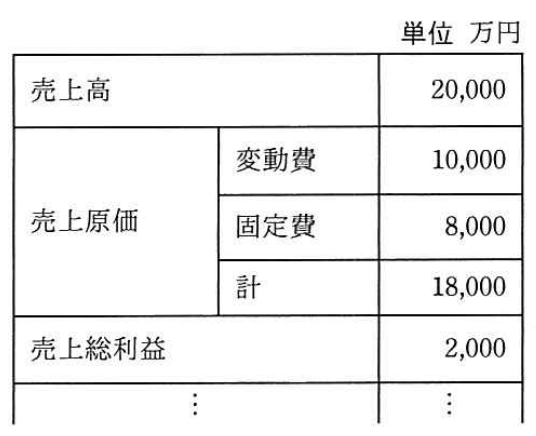 単位 万円
売上高 20,000
売上原価 変動費 10,000
固定費 8,000
計 18,000
売上総利益 2,000
⋮ ⋮